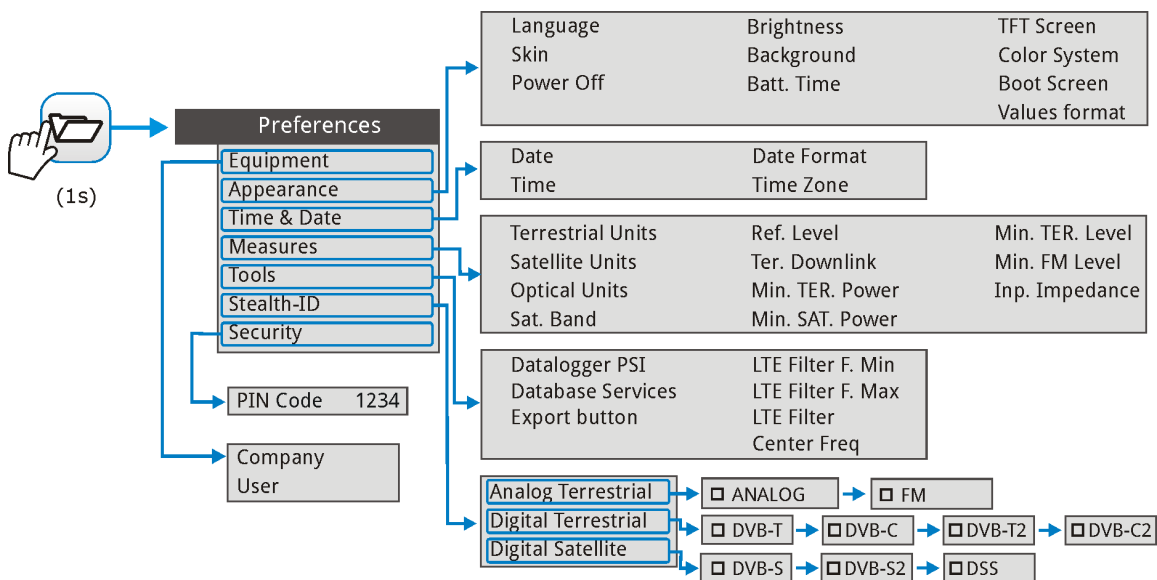 (1s)
Preferences
Equipment
Appearance
Time & Date
Measures
Tools
Stealth-ID
Security
PIN Code 1234
Company
User
Language Brightness TFT Screen
Skin Background Color System
Power Off Batt. Time Boot Screen
Values format
Date Date Format
Time Time Zone
Terrestrial Units Ref. Level Min. TER. Level
Satellite Units Ter. Downlink Min. FM Level
Optical Units Min. TER. Power Inp. Impedance
Sat. Band Min. SAT. Power
Datalogger PSI LTE Filter F. Min
Database Services LTE Filter F. Max
Export button LTE Filter
Center Freq
Analog Terrestrial ANALOG FM
Digital Terrestrial DVB-T DVB-C DVB-T2 DVB-C2
Digital Satellite DVB-S DVB-S2 DSS